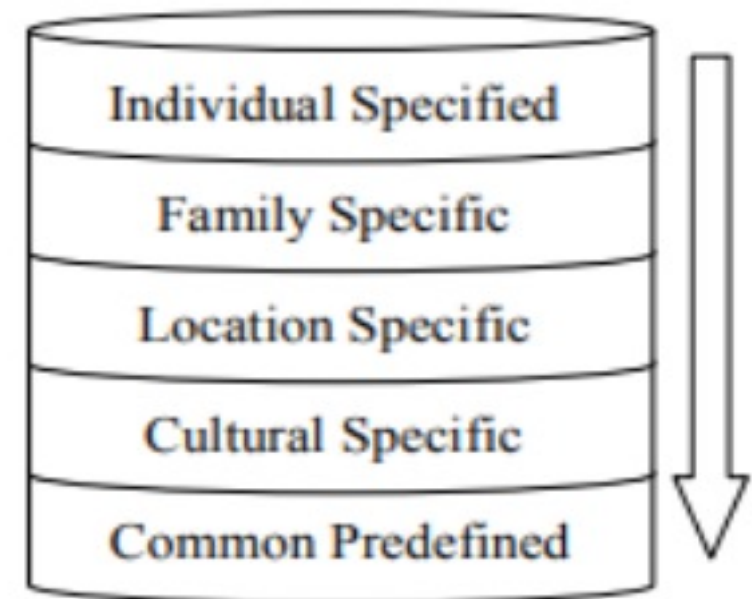 Individual Specified
Family Specific
Location Specific
Cultural Specific
Common Predefined